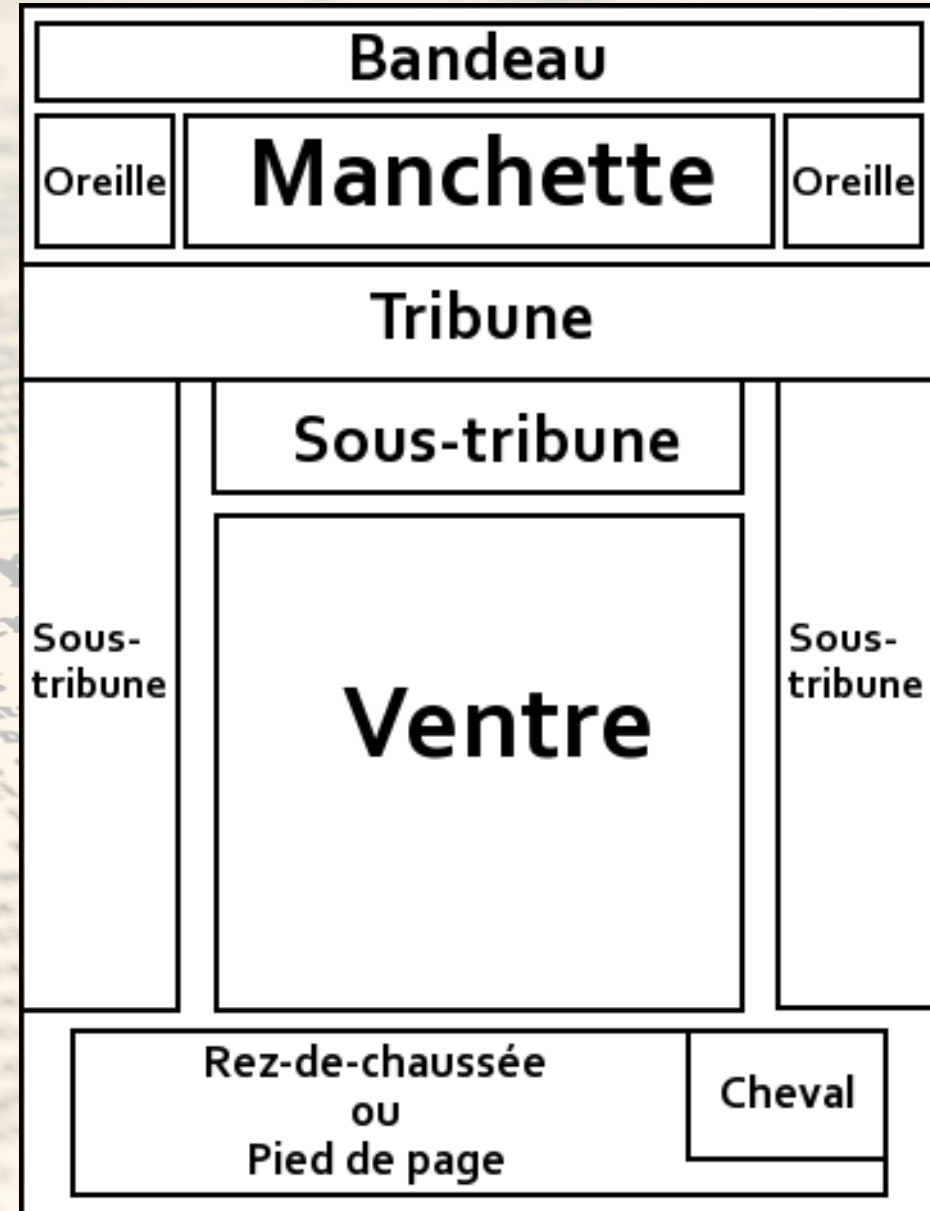 Bandeau
Oreille
Manchette
Oreille
Tribune
Sous-tribune
Sous-
tribune
Ventre
Sous-
tribune
Rez-de-chaussée
ou
Pied de page
Cheval